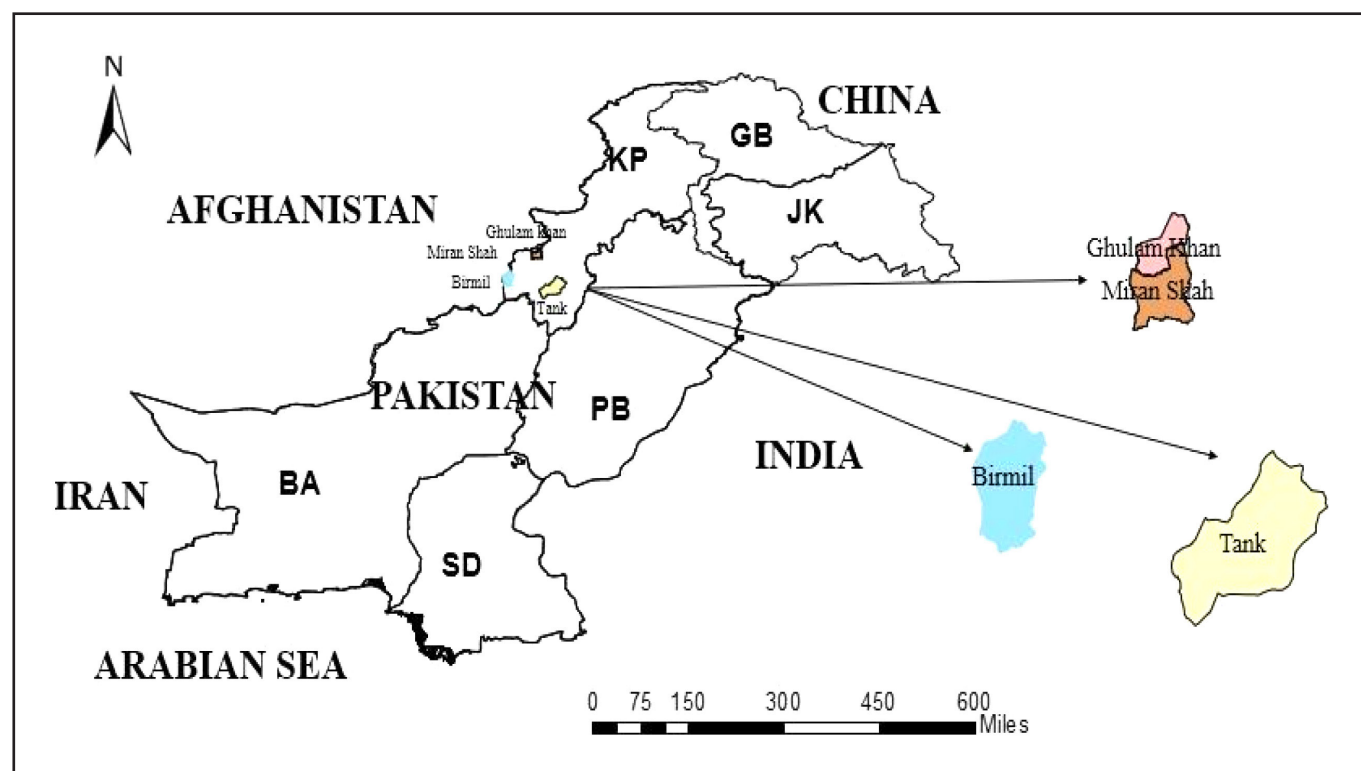 N
CHINA
GB
KP
JK
AFGHANISTAN
Ghulam khan
Miran Shah
Birmil
Tank
Ghulam Khan
Miran Shah
PAKISTAN
PB
INDIA
Birmil
IRAN
BA
Tank
SD
ARABIAN SEA
0 75 150 300 450 600
Miles